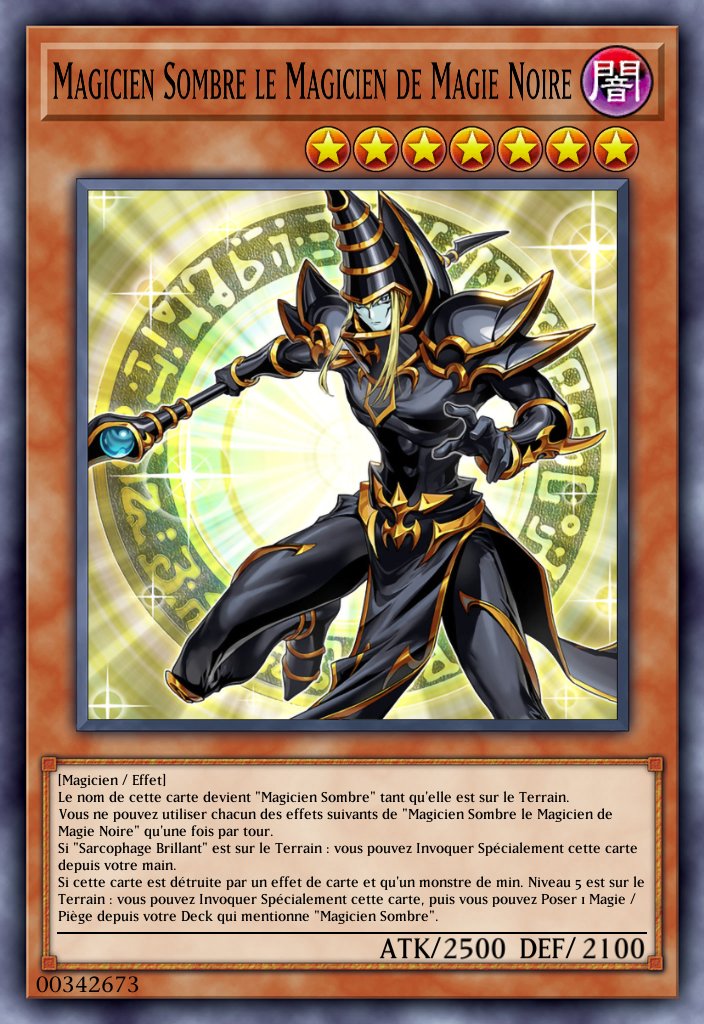 Magicien Sombre le Magicien de Magie Noire
闇
[Magicien / Effet]
Le nom de cette carte devient "Magicien Sombre" tant qu'elle est sur le Terrain.
Vous ne pouvez utiliser chacun des effets suivants de "Magicien Sombre le Magicien de
Magie Noire" qu'une fois par tour.
Si "Sarcophage Brillant" est sur le Terrain : vous pouvez Invoquer Spécialement cette carte
depuis votre main.
Si cette carte est détruite par un effet de carte et qu'un monstre de min. Niveau 5 est sur le
Terrain : vous pouvez Invoquer Spécialement cette carte, puis vous pouvez Poser 1 Magie /
Piège depuis votre Deck qui mentionne "Magicien Sombre".
ATK/2500 DEF/2100
00342673